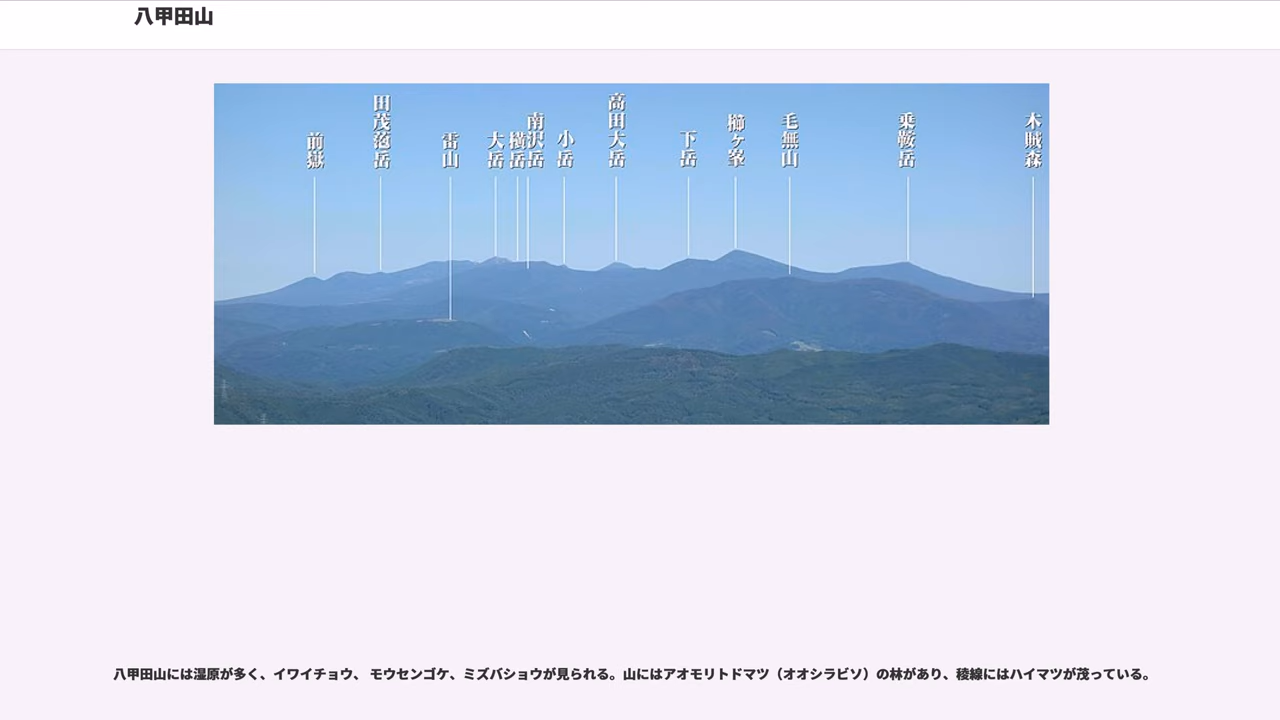 八甲田山
前嶽
田茂萢岳
雷山
大岳
横岳
南沢岳
小岳
高田大岳
下岳
櫛ヶ峯
毛無山
乗鞍岳
木賊森
八甲田山には湿原が多く、イワイチョウ、 モウセンゴケ、ミズバショウが見られる。山にはアオモリトドマツ（オオシラビソ）の林があり、稜線にはハイマツが茂っている。